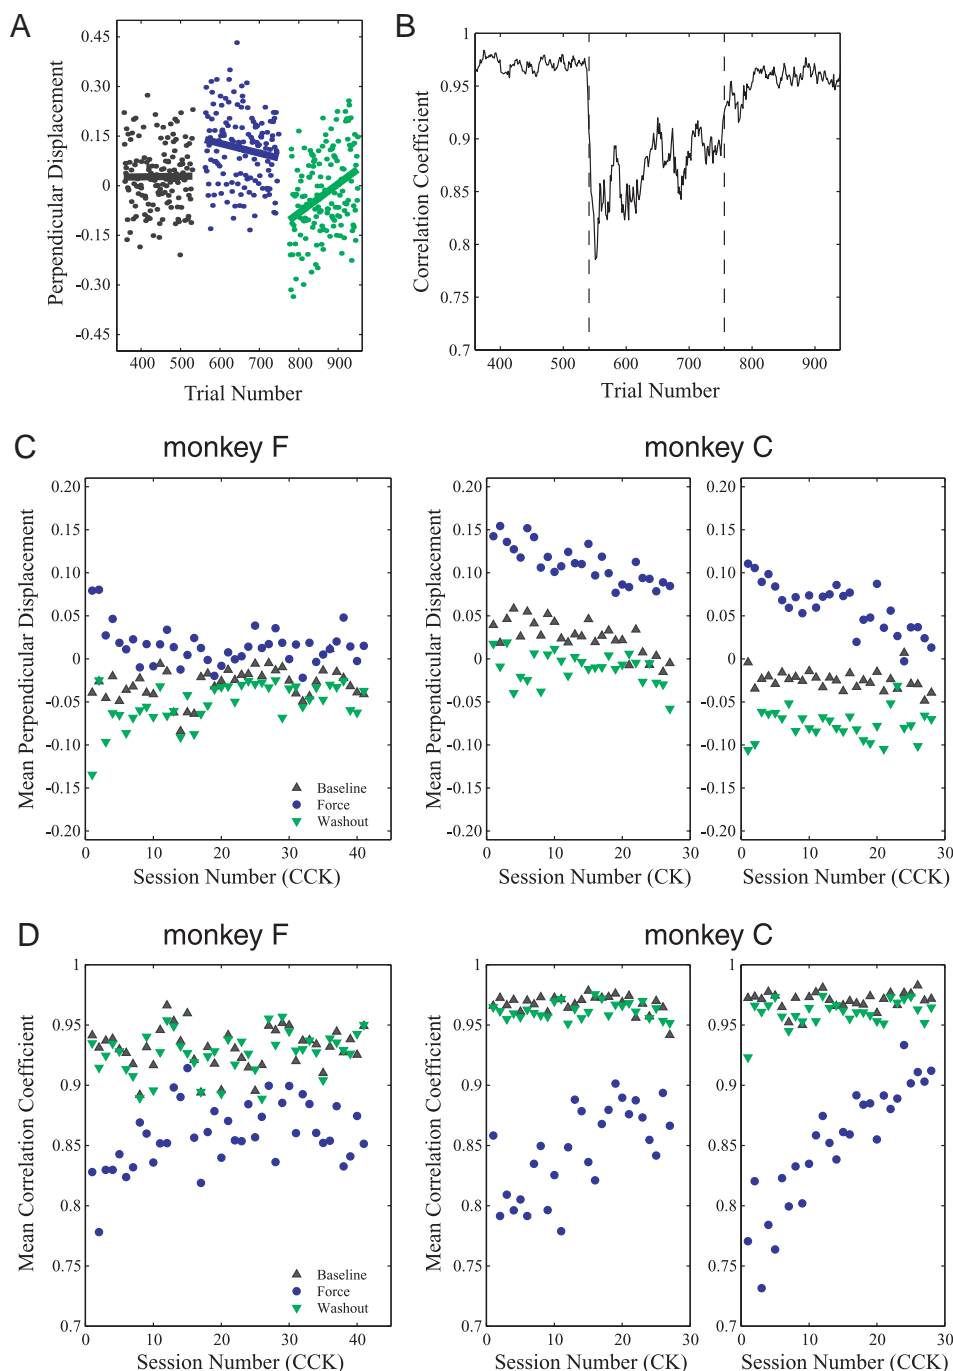 A
B
0.45
0.30
0.15
0
-0.15
-0.30
-0.45
Perpendicular Displacement
400 500 600 700 800 900
Trial Number
1
0.95
0.9
0.85
0.8
0.75
0.7
Correlation Coefficient
400 600 700 900
Trial Number
C
monkey F
monkey C
0.20
0.15
0.10
0.05
0
-0.05
-0.10
-0.15
-0.20
Mean Perpendicular Displacement
Baseline
Force
Washout
0 10 20 30 40
Session Number (CCK)
0.20
0.15
0.10
0.05
0
-0.05
-0.10
-0.15
-0.20
Mean Perpendicular Displacement
0 10 20 30
Session Number (CK)
0.20
0.15
0.10
0.05
0
-0.05
-0.10
-0.15
-0.20
0 10 20 30
Session Number (CCK)
D
monkey F
monkey C
1
0.95
0.9
0.85
0.8
0.75
0.7
Mean Correlation Coefficient
Baseline
Force
Washout
0 10 20 30 40
Session Number (CCK)
1
0.95
0.9
0.85
0.8
0.75
0.7
Mean Correlation Coefficient
0 10 20 30
Session Number (CK)
1
0.95
0.9
0.85
0.8
0.75
0.7
0 10 20 30
Session Number (CCK)